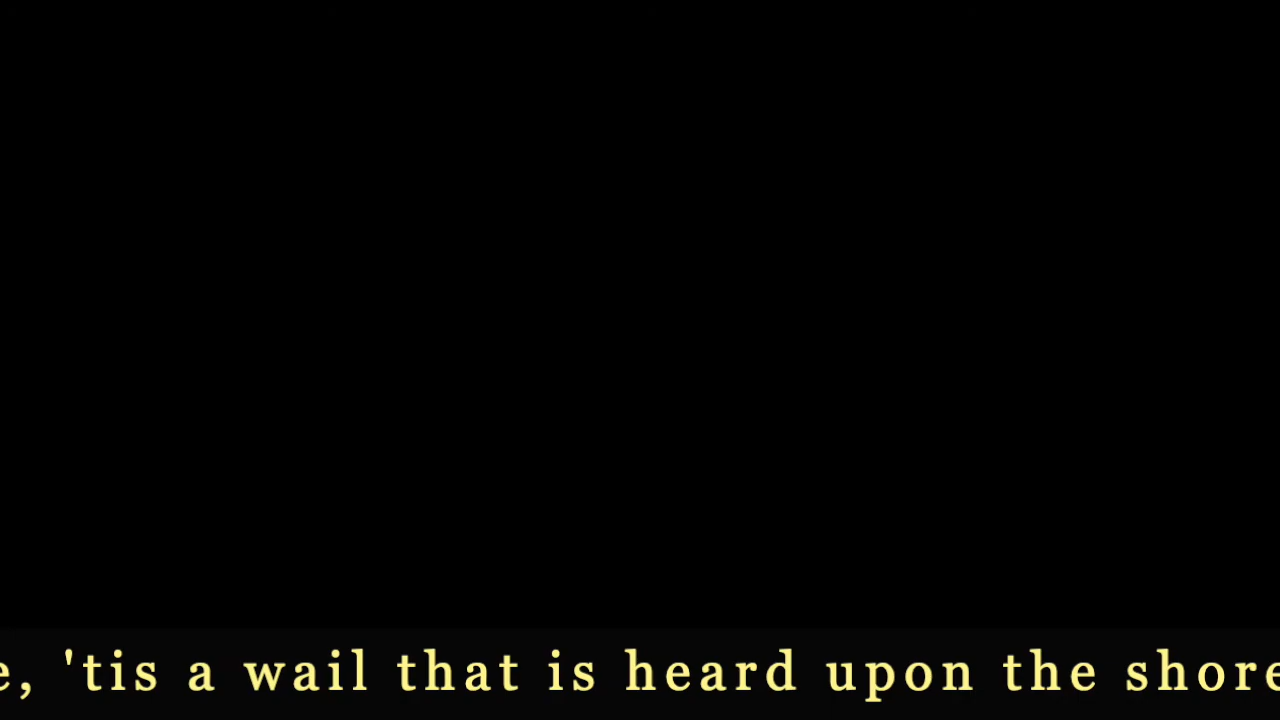 e, 'tis a wail that is heard upon the shore